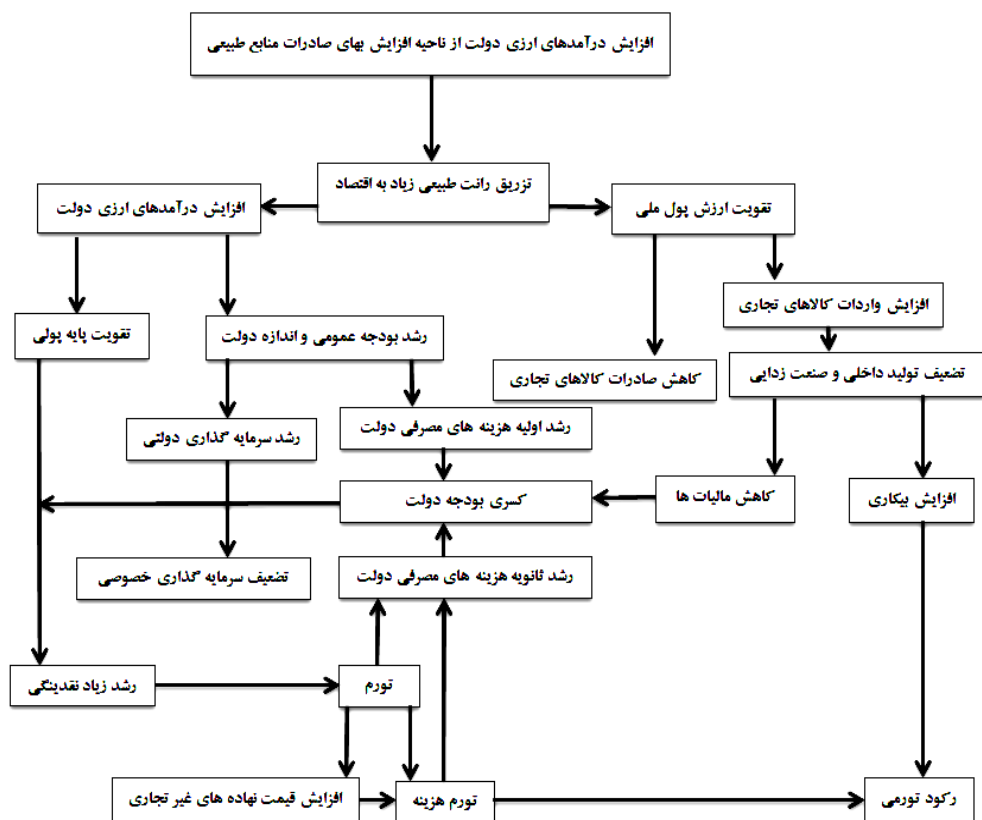 افزایش درآمدهای ارزی دولت از ناحیه افزایش بهای صادرات منابع طبیعی
تزریق رانت طبیعی زیاد به اقتصاد
افزایش درآمدهای ارزی دولت
تقویت ارزش پول ملی
افزایش واردات کالاهای تجاری
تقویت پایه پولی
رشد بودجه عمومی و اندازه دولت
کاهش صادرات کالاهای تجاری
تضعیف تولید داخلی و صنعت زدایی
رشد سرمایه گذاری دولتی
رشد اولیه هزینه های مصرفی دولت
کسری بودجه دولت
کاهش مالیات ها
افزایش بیکاری
تضعیف سرمایه گذاری خصوصی
رشد ثانویه هزینه های مصرفی دولت
رشد زیاد نقدینگی
تورم
افزایش قیمت نهاده های غیر تجاری
تورم هزینه
رکود تورمی